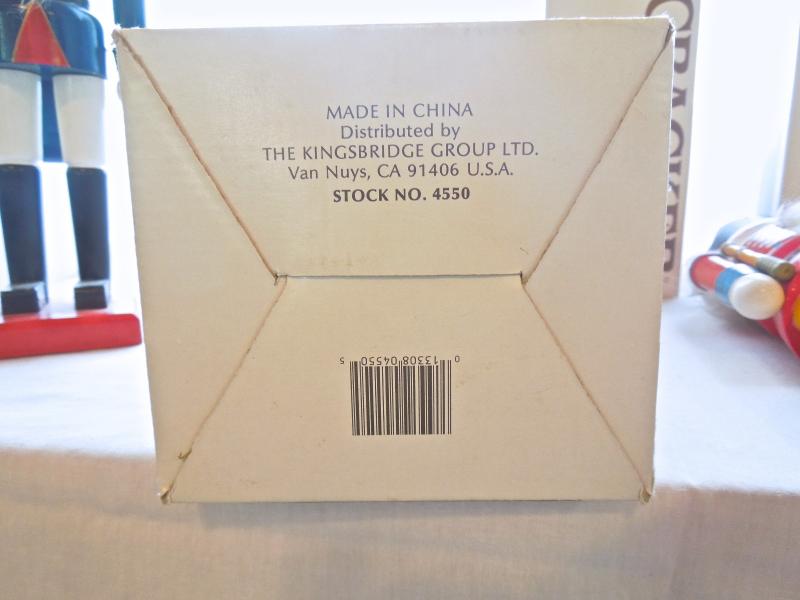 MADE IN CHINA
Distributed by
THE KINGSBRIDGE GROUP LTD.
Van Nuys, CA 91406 U.S.A.
STOCK NO. 4550
0 13308 04550 5